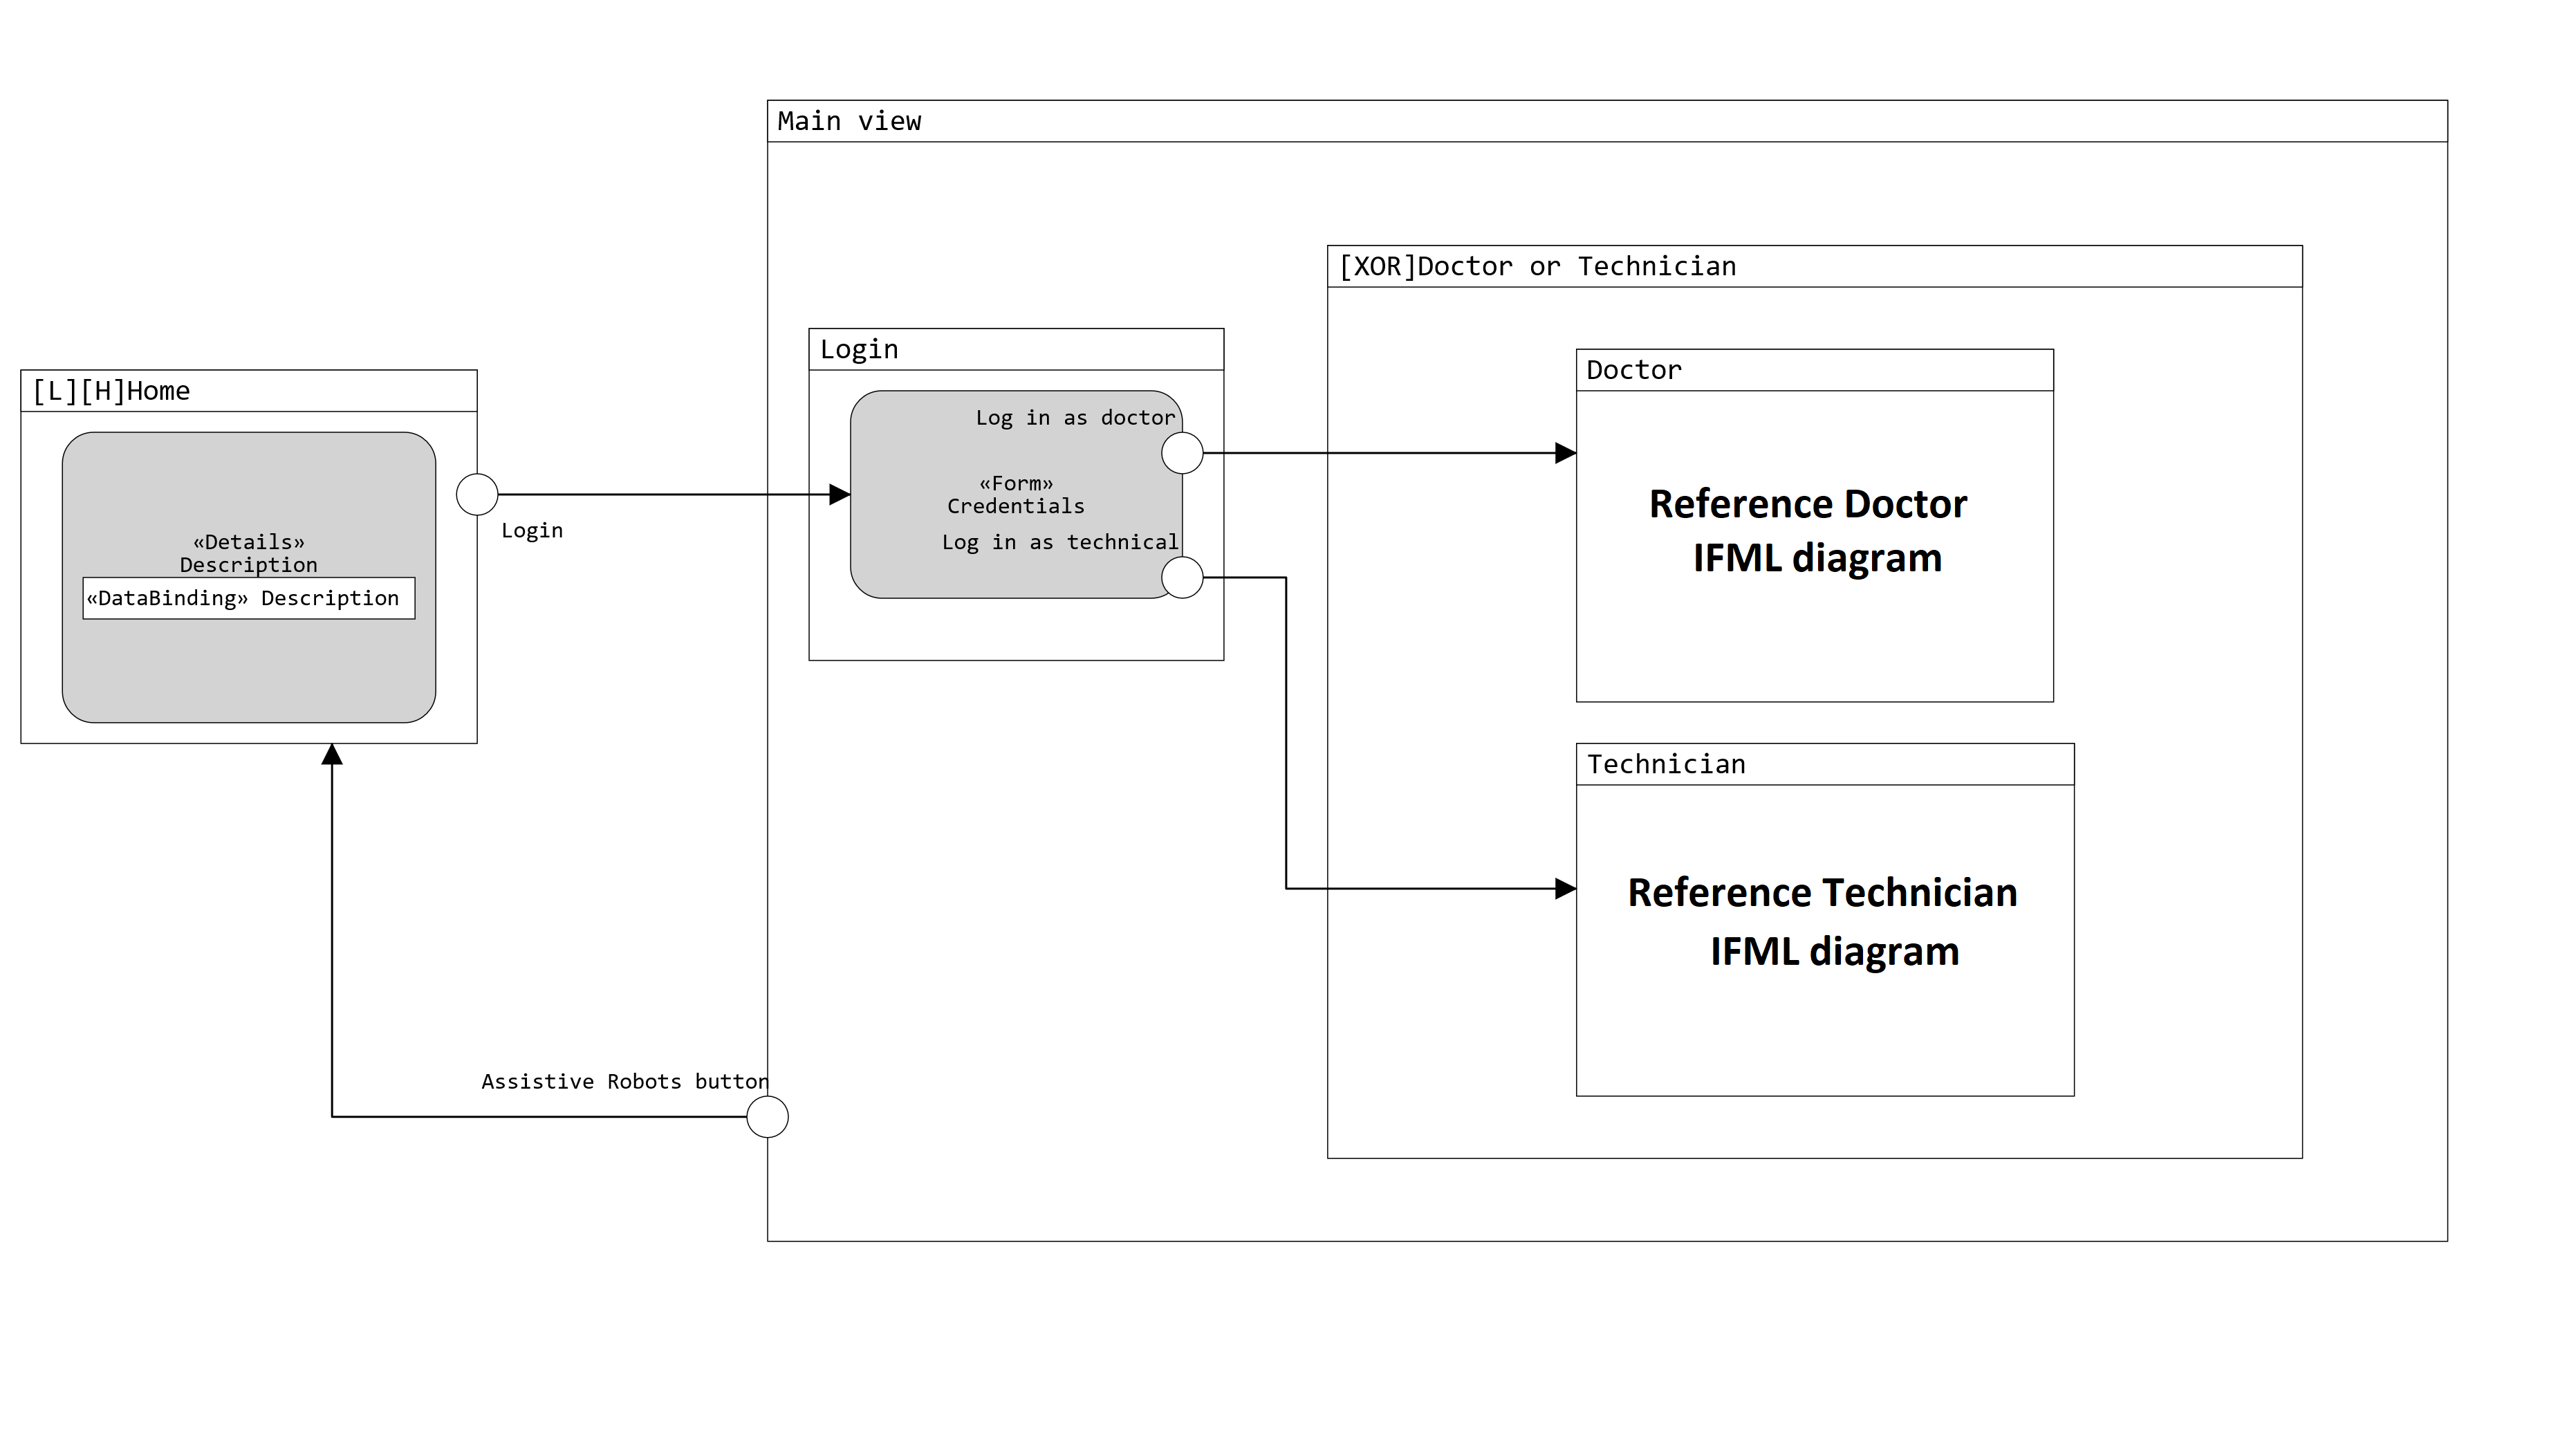 Main view
[XOR]Doctor or Technician
Login
Doctor
[L][H]Home
Log in as doctor
«Form»
Credentials
Log in as technical
Login
«Details»
Description
«DataBinding» Description
Reference Doctor
IFML diagram
Technician
Reference Technician
IFML diagram
Assistive Robots button